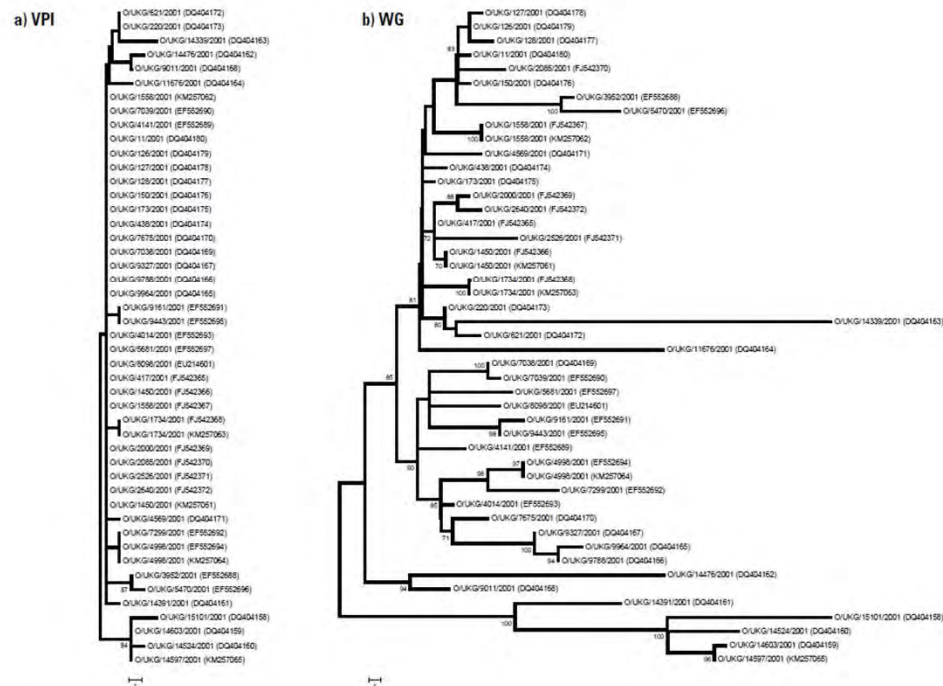 a) VPI
O/UKG/621/2001 (DQ404172)
O/UKG/220/2001 (DQ404173)
O/UKG/14339/2001 (DQ404163)
O/UKG/14476/2001 (DQ404162)
O/UKG/9011/2001 (DQ404168)
O/UKG/11676/2001 (DQ404164)
O/UKG/1558/2001 (KM257062)
O/UKG/7039/2001 (EF552690)
O/UKG/4141/2001 (EF552689)
O/UKG/11/2001 (DQ404180)
O/UKG/126/2001 (DQ404179)
O/UKG/127/2001 (DQ404178)
O/UKG/128/2001 (DQ404177)
O/UKG/150/2001 (DQ404176)
O/UKG/173/2001 (DQ404175)
O/UKG/438/2001 (DQ404174)
O/UKG/7675/2001 (DQ404170)
O/UKG/7038/2001 (DQ404169)
O/UKG/9327/2001 (DQ404167)
O/UKG/9788/2001 (DQ404166)
O/UKG/9964/2001 (DQ404165)
O/UKG/9161/2001 (EF552691)
O/UKG/9443/2001 (EF552695)
O/UKG/4014/2001 (EF552693)
O/UKG/5681/2001 (EF552697)
O/UKG/8098/2001 (EU214601)
O/UKG/417/2001 (FJ542365)
O/UKG/1450/2001 (FJ542366)
O/UKG/1558/2001 (FJ542367)
O/UKG/1734/2001 (FJ542368)
O/UKG/1734/2001 (KM257063)
O/UKG/2000/2001 (FJ542369)
O/UKG/2085/2001 (FJ542370)
O/UKG/2526/2001 (FJ542371)
O/UKG/2640/2001 (FJ542372)
O/UKG/1450/2001 (KM257061)
O/UKG/4569/2001 (DQ404171)
O/UKG/7299/2001 (EF552692)
O/UKG/4998/2001 (EF552694)
O/UKG/4998/2001 (KM257064)
O/UKG/3952/2001 (EF552688)
87
O/UKG/5470/2001 (EF552696)
O/UKG/14391/2001 (DQ404161)
O/UKG/15101/2001 (DQ404158)
O/UKG/14603/2001 (DQ404159)
84
O/UKG/14524/2001 (DQ404160)
O/UKG/14597/2001 (KM257065)
b) WG
O/UKG/127/2001 (DQ404178)
O/UKG/126/2001 (DQ404179)
O/UKG/128/2001 (DQ404177)
83
O/UKG/11/2001 (DQ404180)
O/UKG/2085/2001 (FJ542370)
O/UKG/150/2001 (DQ404176)
O/UKG/3952/2001 (EF552688)
100
O/UKG/5470/2001 (EF552696)
O/UKG/1558/2001 (FJ542367)
100
O/UKG/1558/2001 (KM257062)
O/UKG/4569/2001 (DQ404171)
O/UKG/438/2001 (DQ404174)
O/UKG/173/2001 (DQ404175)
O/UKG/2000/2001 (FJ542369)
O/UKG/2640/2001 (FJ542372)
O/UKG/417/2001 (FJ542365)
72
O/UKG/2526/2001 (FJ542371)
O/UKG/1450/2001 (FJ542366)
70
O/UKG/1450/2001 (KM257061)
O/UKG/1734/2001 (FJ542368)
100
O/UKG/1734/2001 (KM257063)
O/UKG/220/2001 (DQ404173)
O/UKG/14339/2001 (DQ404163)
O/UKG/621/2001 (DQ404172)
O/UKG/11676/2001 (DQ404164)
O/UKG/7038/2001 (DQ404169)
100
O/UKG/7039/2001 (EF552690)
O/UKG/5681/2001 (EF552697)
O/UKG/8098/2001 (EU214601)
O/UKG/9161/2001 (EF552691)
O/UKG/9443/2001 (EF552695)
O/UKG/4141/2001 (EF552689)
90
O/UKG/4998/2001 (EF552694)
97
O/UKG/4998/2001 (KM257064)
98
O/UKG/7299/2001 (EF552692)
O/UKG/4014/2001 (EF552693)
O/UKG/7675/2001 (DQ404170)
71
O/UKG/9327/2001 (DQ404167)
100
O/UKG/9964/2001 (DQ404165)
94
O/UKG/9788/2001 (DQ404166)
O/UKG/14476/2001 (DQ404162)
94
O/UKG/9011/2001 (DQ404168)
O/UKG/14391/2001 (DQ404161)
100
O/UKG/15101/2001 (DQ404158)
100
O/UKG/14524/2001 (DQ404160)
O/UKG/14603/2001 (DQ404159)
96
O/UKG/14597/2001 (KM257065)